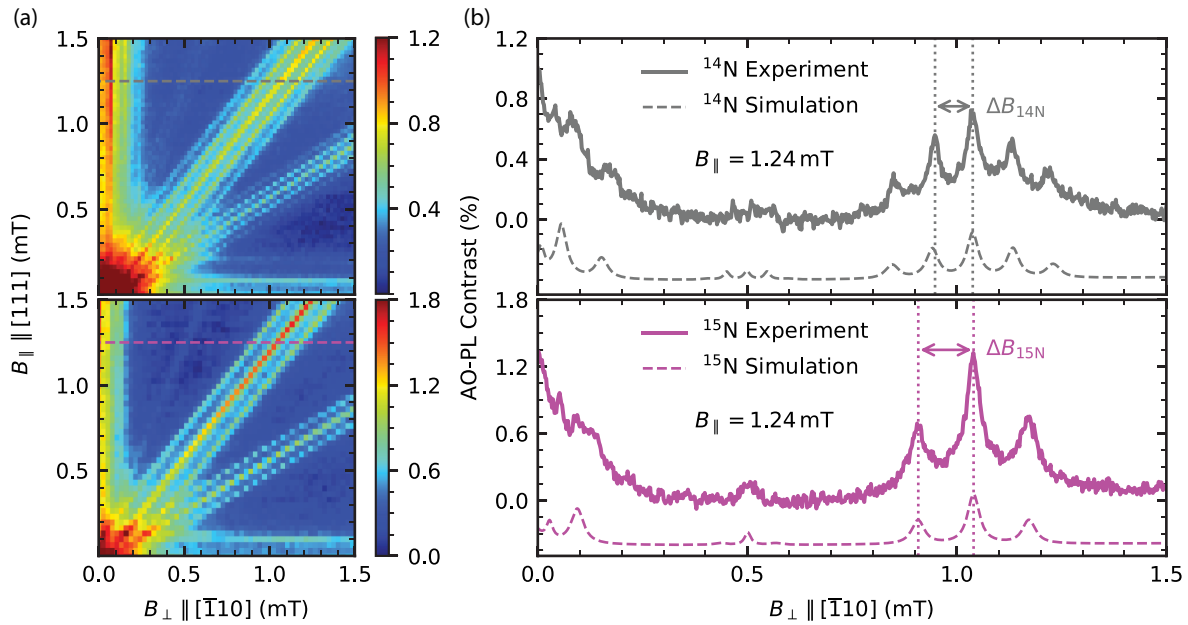 (a)
(b)
1.5
1.0
0.5
1.5
1.0
0.5
0.0
0.5
1.0
1.5
B∥ ∥ [111] (mT)
B⊥ ∥ [1̅10] (mT)
1.2
0.8
0.4
1.8
1.2
0.6
0.0
AO-PL Contrast (%)
1.2
0.8
0.4
0.0
¹⁴N Experiment
¹⁴N Simulation
B∥ = 1.24 mT
ΔB₁₄N
1.8
1.2
0.6
0.0
¹⁵N Experiment
¹⁵N Simulation
B∥ = 1.24 mT
ΔB₁₅N
0.0
0.5
1.0
1.5
B⊥ ∥ [1̅10] (mT)